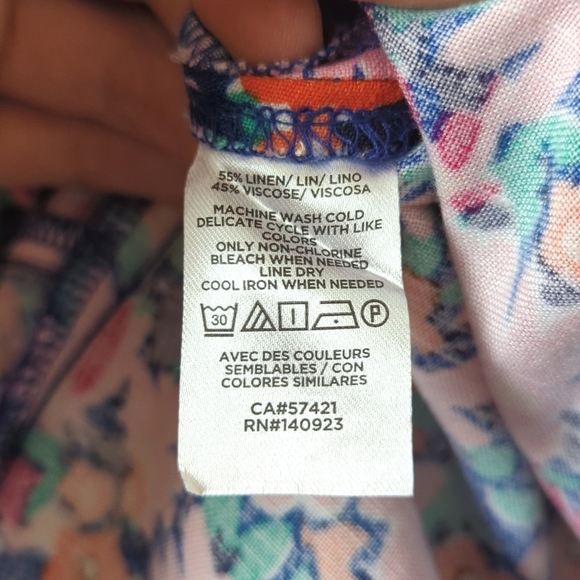 55% LINEN/ LIN/ LINO
45% VISCOSE/ VISCOSA
MACHINE WASH COLD
DELICATE CYCLE WITH LIKE
COLORS
ONLY NON-CHLORINE
BLEACH WHEN NEEDED
LINE DRY
COOL IRON WHEN NEEDED
30 P
AVEC DES COULEURS
SEMBLABLES / CON
COLORES SIMILARES
CA#57421
RN#140923